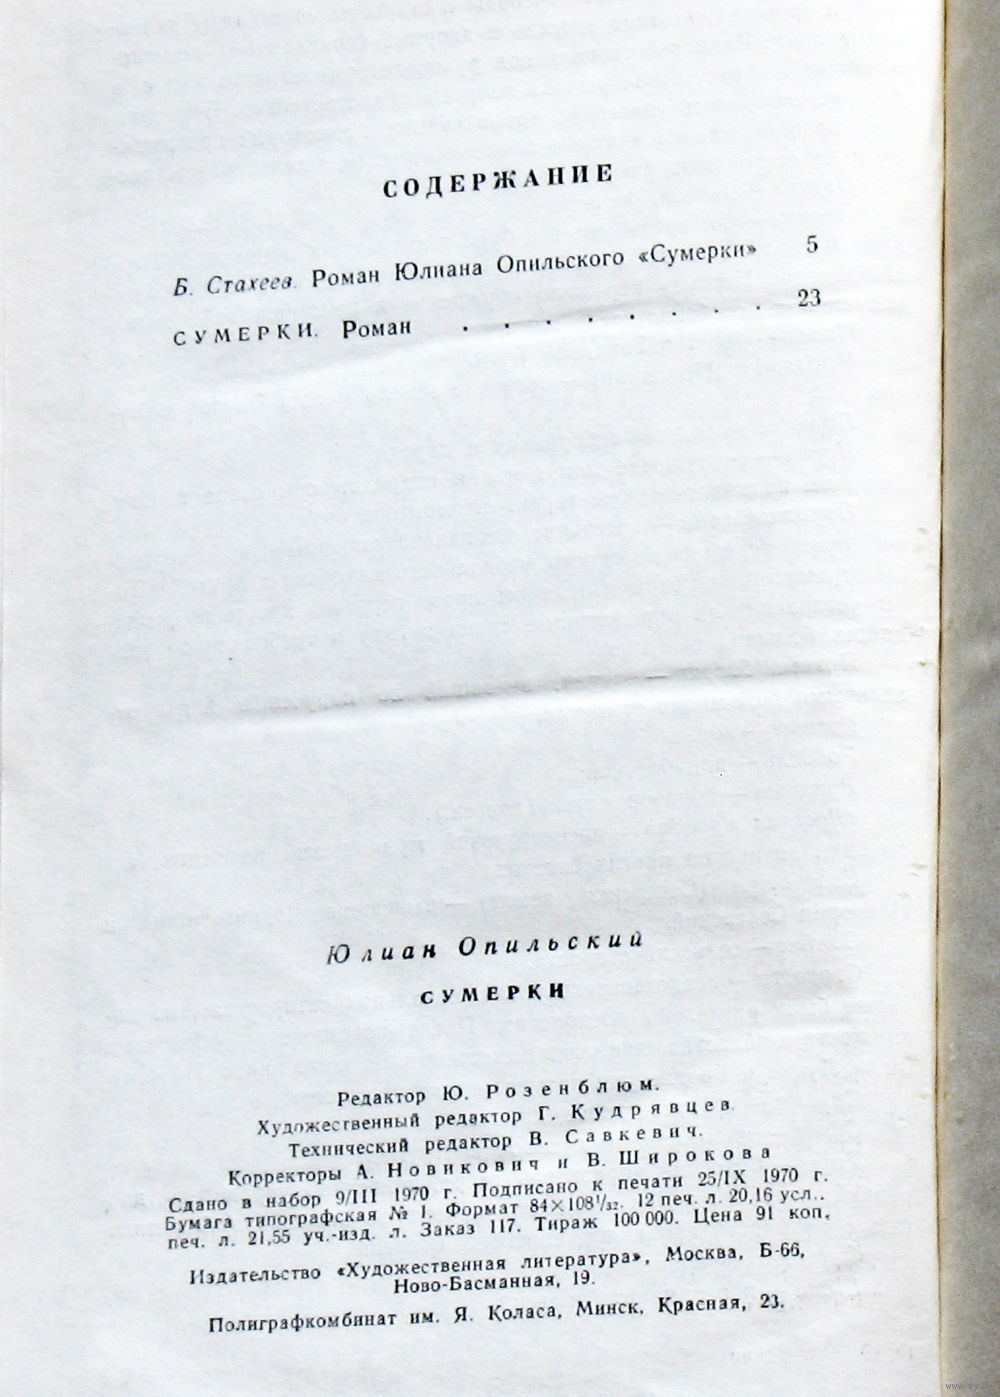 СОДЕРЖАНИЕ
Б. Стахеев. Роман Юлиана Опильского «Сумерки» 5
СУМЕРКИ. Роман . . . . . . . . 23
Юлиан Опильский
СУМЕРКИ
Редактор Ю. Розенблюм.
Художественный редактор Г. Кудрявцев.
Технический редактор В. Савкевич.
Корректоры А. Новикович и В. Широкова
Сдано в набор 9/III 1970 г. Подписано к печати 25/IX 1970 г.
Бумага типографская № 1. Формат 84×108¹/₃₂. 12 печ. л. 20,16 усл..
печ. л. 21,55 уч.-изд. л. Заказ 117. Тираж 100 000. Цена 91 коп.
Издательство «Художественная литература», Москва, Б-66,
Ново-Басманная, 19.
Полиграфкомбинат им. Я. Коласа, Минск, Красная, 23.